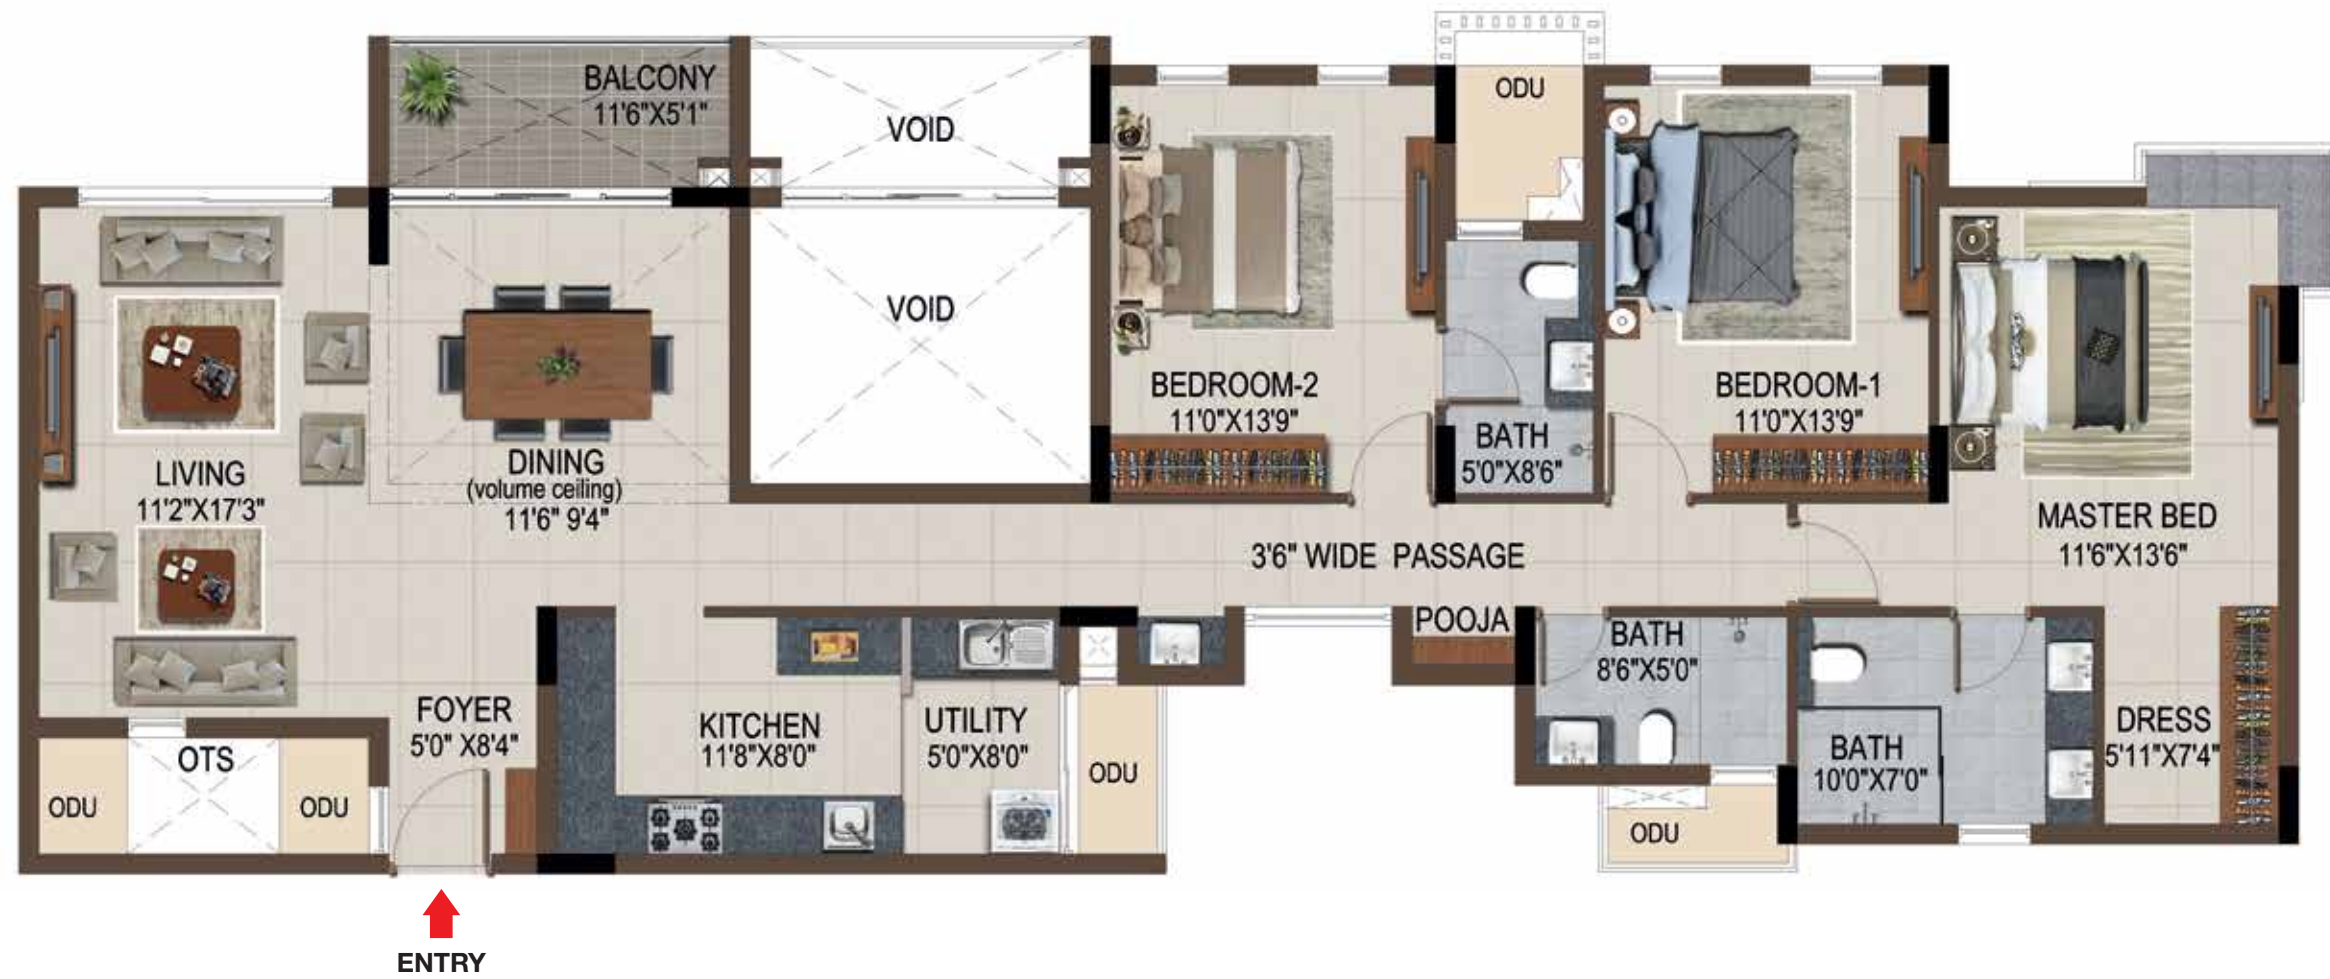 BALCONY
11'6"X5'1"
VOID
ODU
VOID
BEDROOM-2
11'0"X13'9"
BEDROOM-1
11'0"X13'9"
BATH
5'0"X8'6"
LIVING
11'2"X17'3"
DINING
(volume ceiling)
11'6" 9'4"
MASTER BED
11'6"X13'6"
3'6" WIDE PASSAGE
POOJA
BATH
8'6"X5'0"
FOYER
5'0" X8'4"
KITCHEN
11'8"X8'0"
UTILITY
5'0"X8'0"
DRESS
5'11"X7'4"
BATH
10'0"X7'0"
OTS
ODU
ODU
ODU
ODU
ENTRY